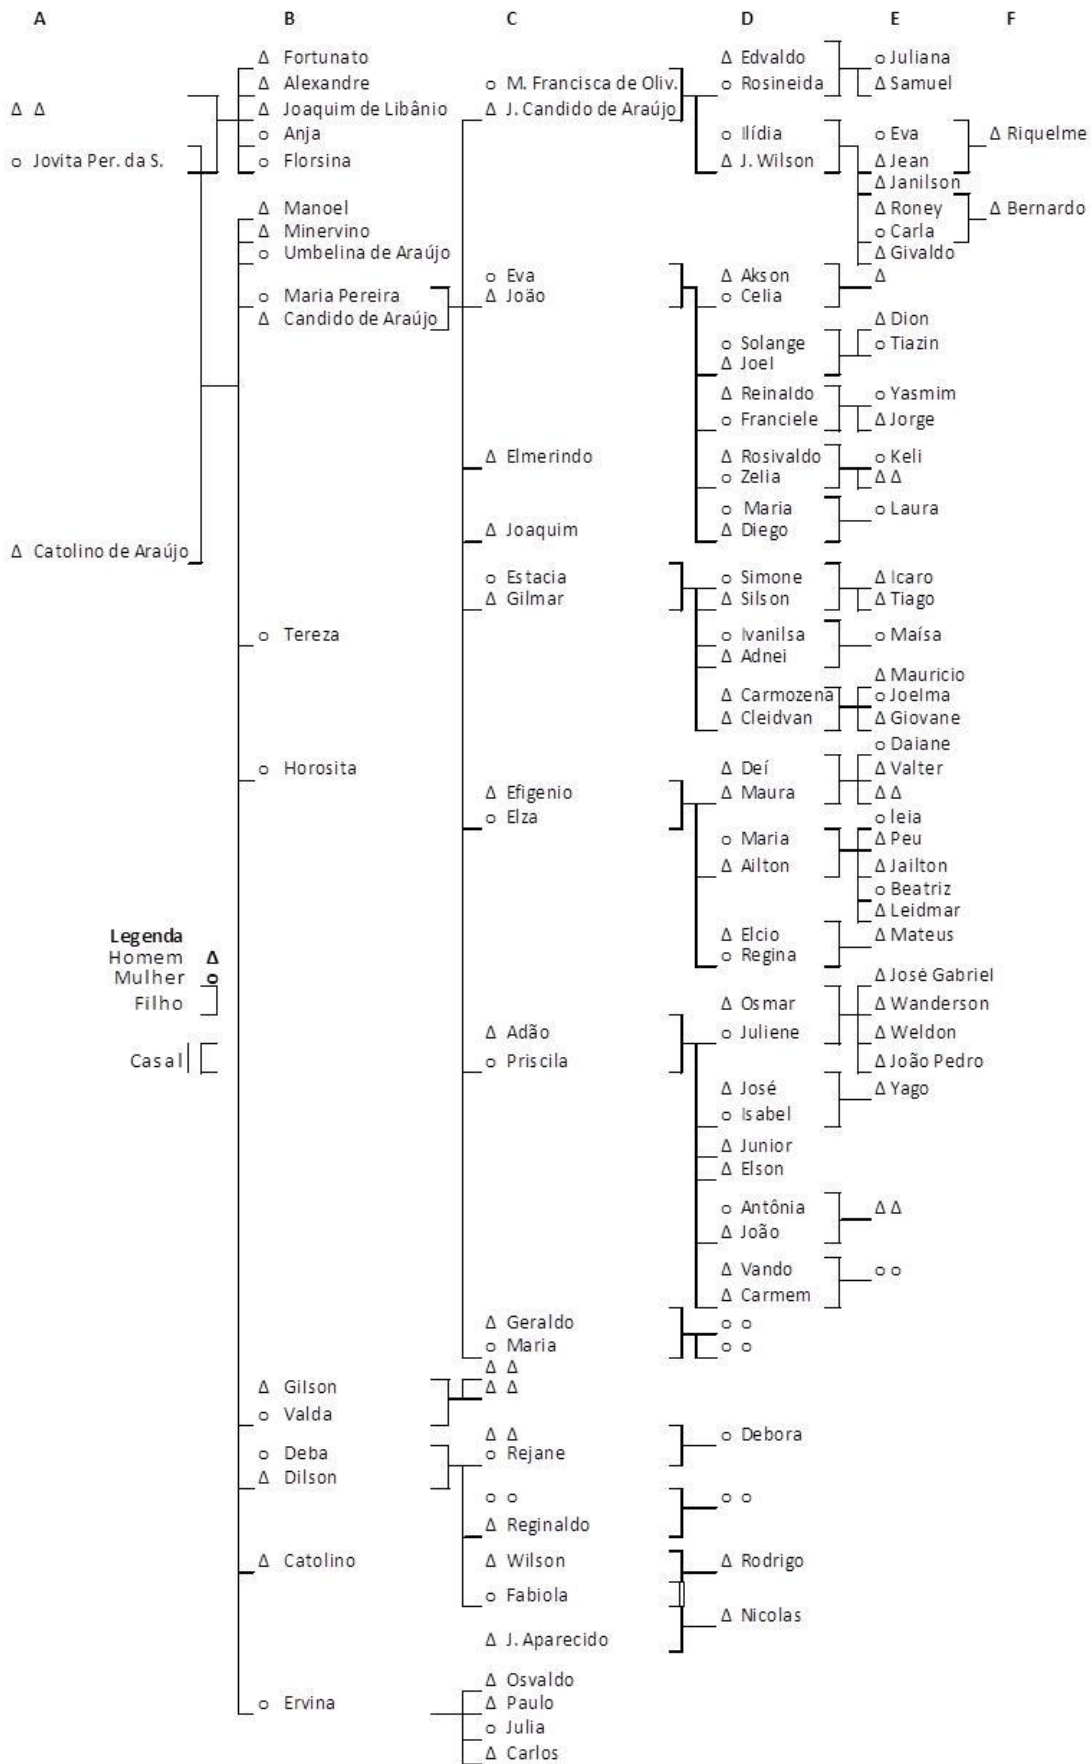 A B C D E F
Δ Fortunato
Δ Edvaldo
o Juliana
Δ Alexandre
o M. Francisca de Oliv.
o Rosineida
Δ Samuel
Δ Δ
Δ Joaquim de Libânio
Δ J. Candido de Araújo
o Anja
o Ilídia
o Eva
Δ Riquelme
o Jovita Per. da S.
o Florsina
Δ J. Wilson
Δ Jean
Δ Janilson
Δ Manoel
Δ Roney
Δ Bernardo
Δ Minervino
o Carla
o Umbelina de Araújo
Δ Givaldo
o Eva
Δ Akson
Δ
o Maria Pereira
Δ João
o Celia
Δ Candido de Araújo
Δ Dion
o Solange
o Tiazin
Δ Joel
Δ Reinaldo
o Yasmim
o Franciele
Δ Jorge
Δ Elmerindo
Δ Rosivaldo
o Keli
o Zelia
Δ Δ
o Maria
o Laura
Δ Joaquim
Δ Diego
Δ Catolino de Araújo
o Estacia
o Simone
Δ Icaro
Δ Gilmar
Δ Silson
Δ Tiago
o Tereza
o Ivanilsa
o Maísa
Δ Adnei
Δ Mauricio
Δ Carmozena
o Joelma
Δ Cleidvan
Δ Giovane
o Daiane
o Horosita
Δ Deí
Δ Valter
Δ Efigenio
Δ Maura
Δ Δ
o Elza
o leia
o Maria
Δ Peu
Δ Ailton
Δ Jailton
o Beatriz
Δ Leidmar
Legenda
Δ Elcio
Δ Mateus
Homem Δ
o Regina
Mulher o
Δ José Gabriel
Filho
Δ Osmar
Δ Wanderson
Δ Adão
o Juliene
Δ Weldon
Casal
o Priscila
Δ João Pedro
Δ José
Δ Yago
o Isabel
Δ Junior
Δ Elson
o Antônia
Δ Δ
Δ João
Δ Vando
o o
Δ Carmem
Δ Geraldo
o o
o Maria
o o
Δ Δ
Δ Gilson
Δ Δ
o Valda
Δ Δ
o Debora
o Deba
o Rejane
Δ Dilson
o o
o o
Δ Reginaldo
Δ Catolino
Δ Wilson
Δ Rodrigo
o Fabiola
Δ Nicolas
Δ J. Aparecido
Δ Osvaldo
o Ervina
Δ Paulo
o Julia
Δ Carlos